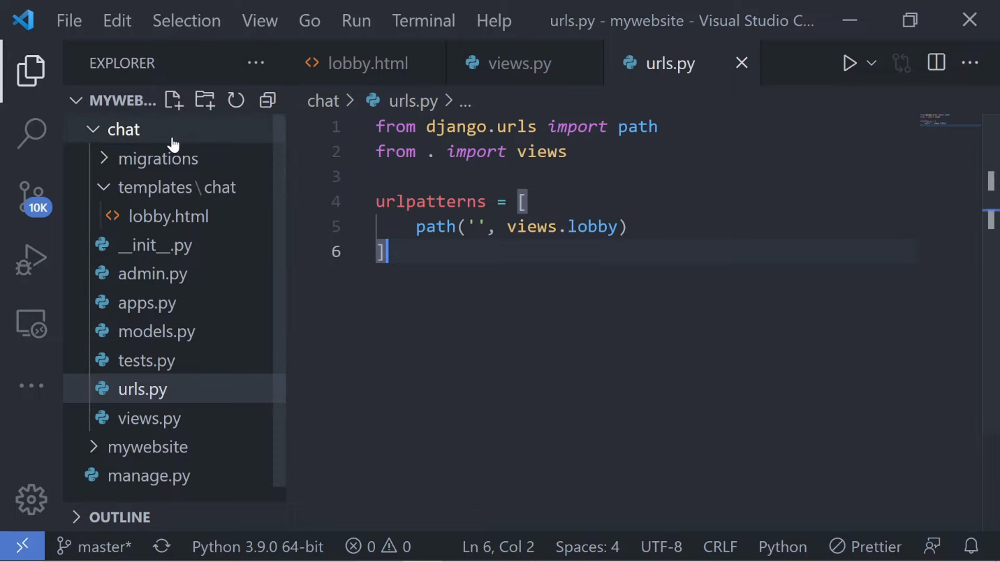 File Edit Selection View Go Run Terminal Help urls.py - mywebsite - Visual Studio C...
EXPLORER ... lobby.html views.py urls.py
MYWEB...
chat > urls.py > ...
chat
migrations
templates\chat
lobby.html
__init__.py
admin.py
apps.py
models.py
tests.py
urls.py
views.py
mywebsite
manage.py
OUTLINE
10K
1 from django.urls import path
2 from . import views
3
4 urlpatterns = [
5 path('', views.lobby)
6 ]
master* Python 3.9.0 64-bit 0 0 Ln 6, Col 2 Spaces: 4 UTF-8 CRLF Python Prettier